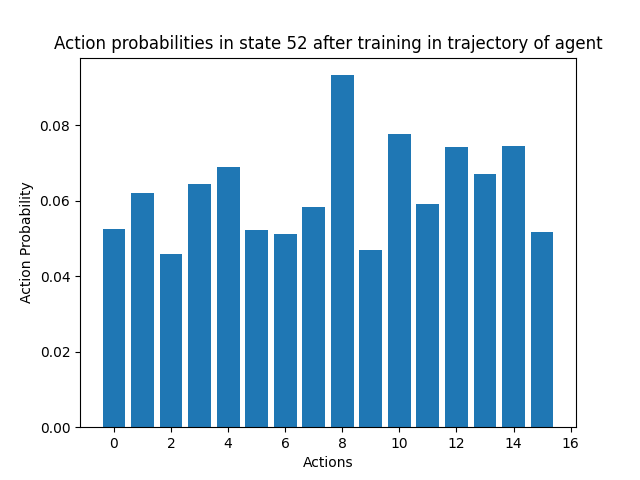 Action probabilities in state 52 after training in trajectory of agent
0.08
0.06
0.04
0.02
0.00
Action Probability
0 2 4 6 8 10 12 14 16
Actions